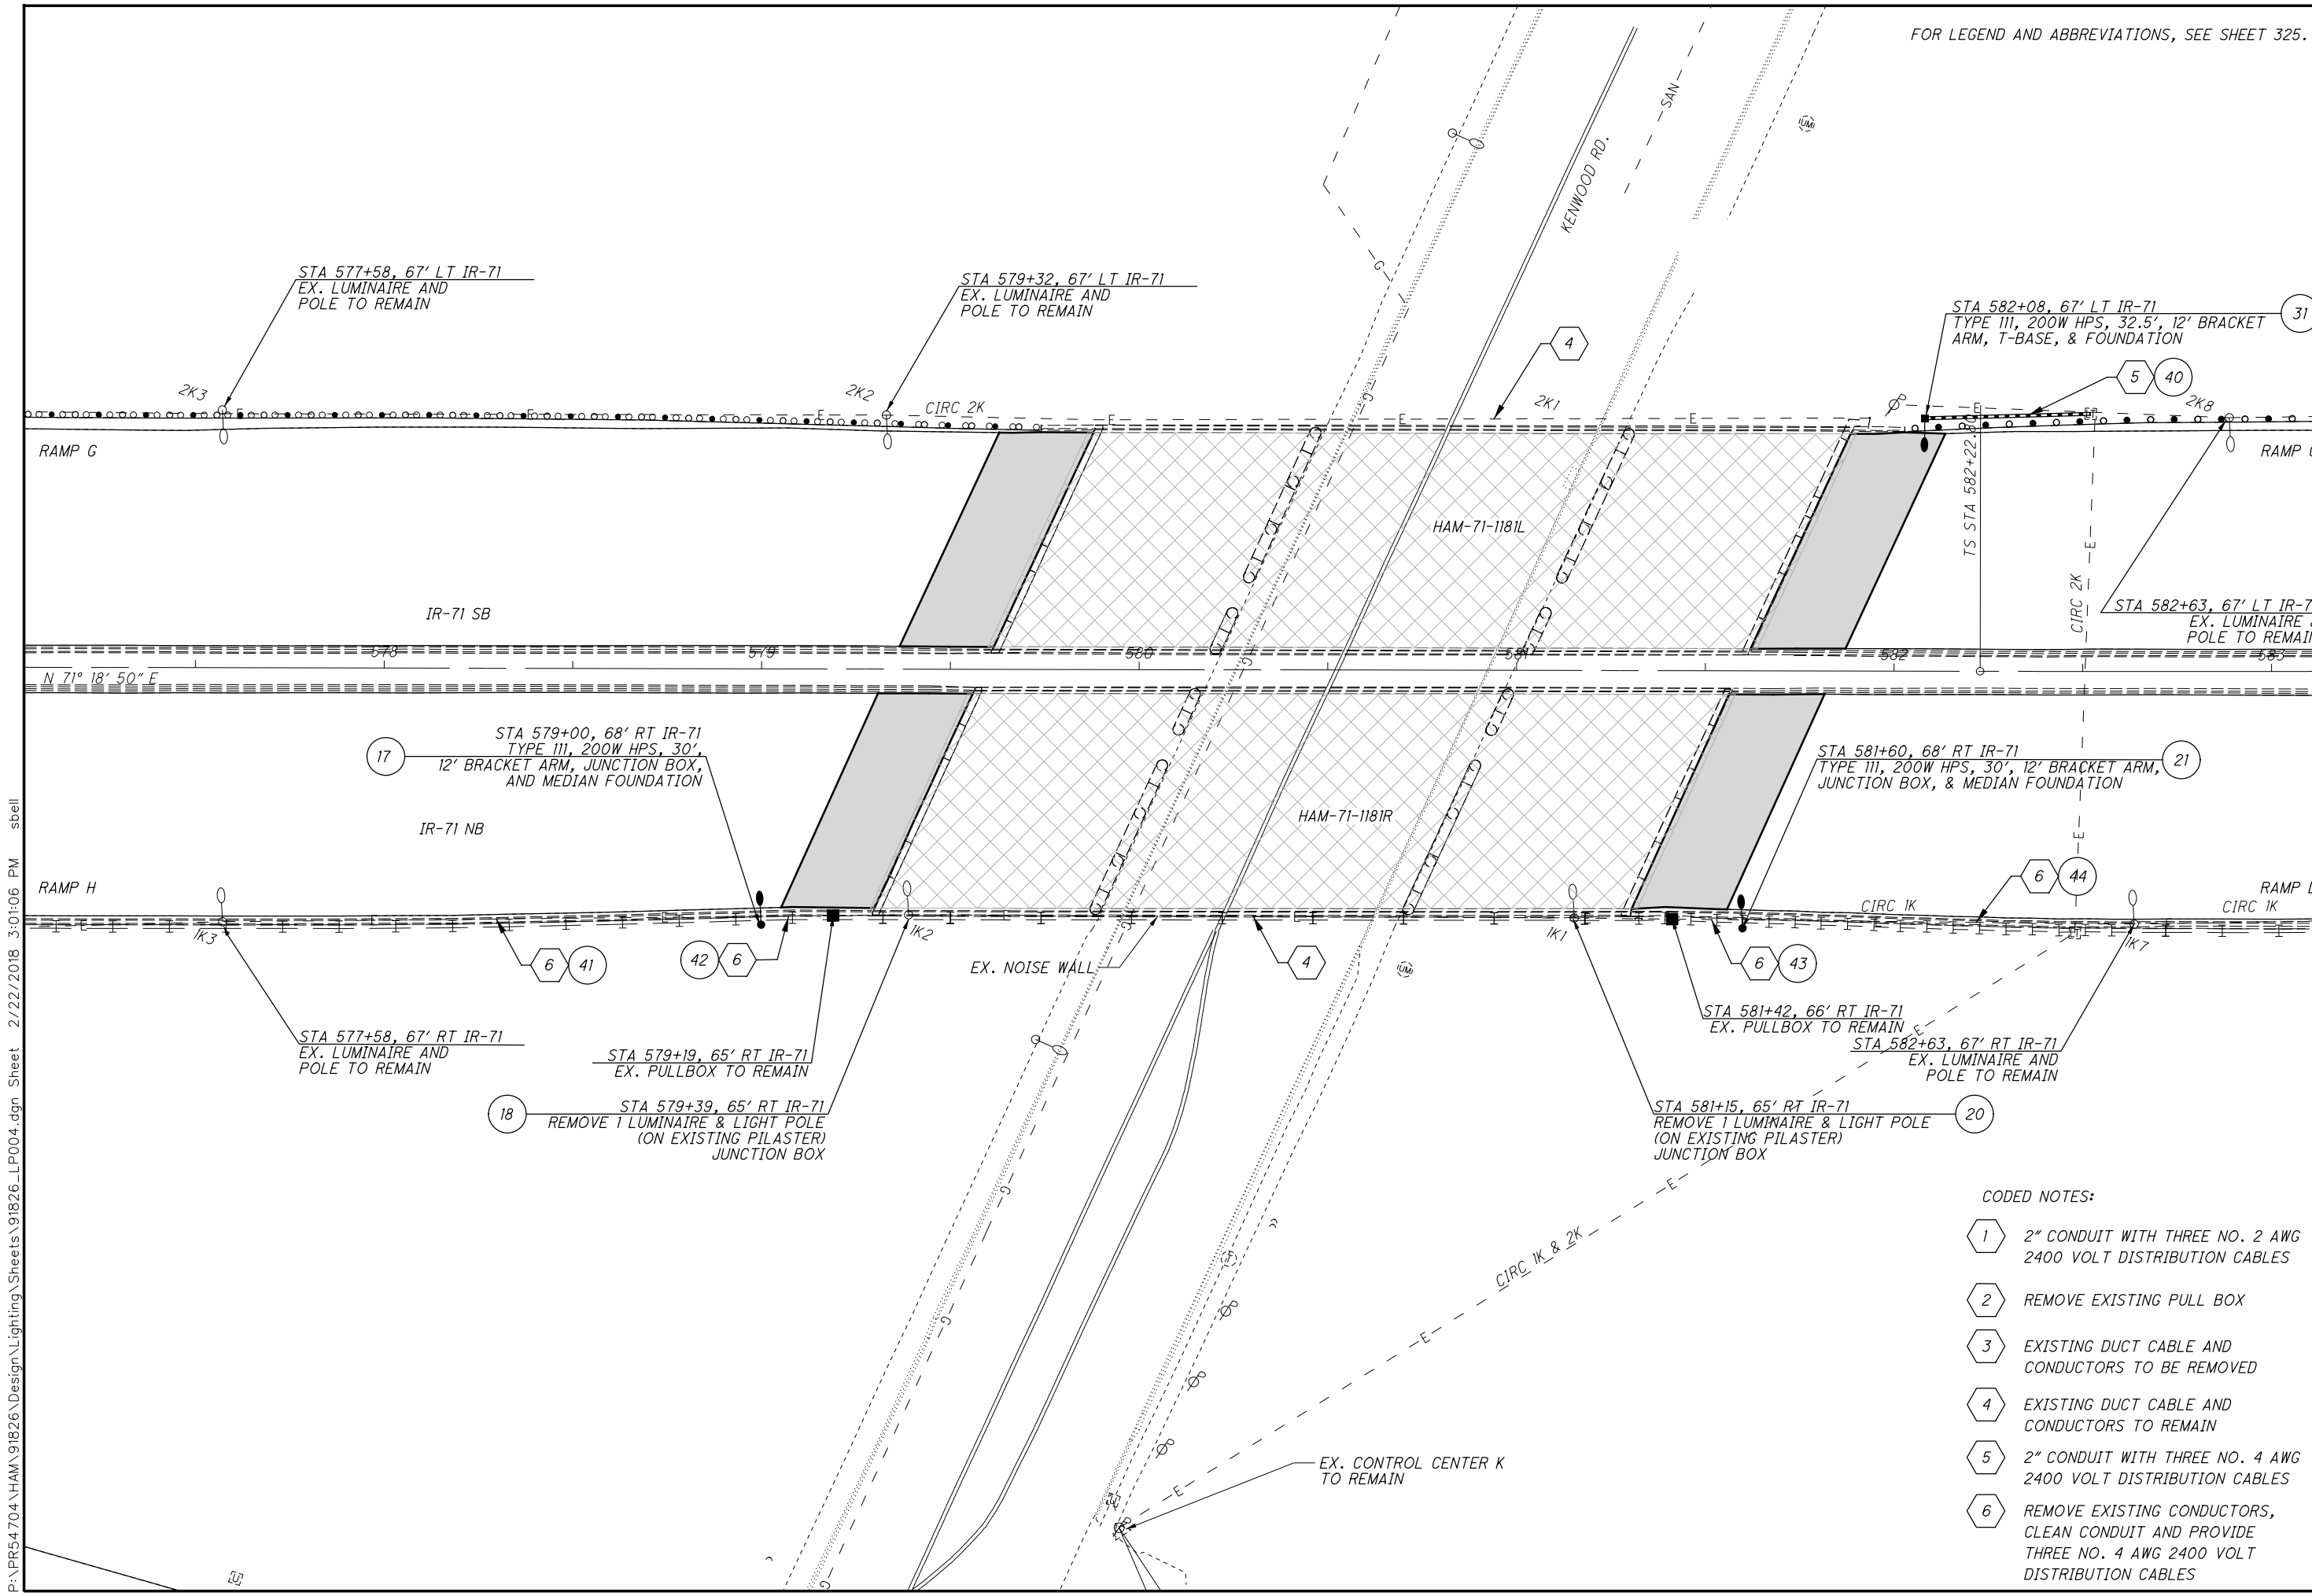 FOR LEGEND AND ABBREVIATIONS, SEE SHEET 325.
SAN
KENWOOD RD.
G
STA 577+58, 67' LT IR-71
EX. LUMINAIRE AND
POLE TO REMAIN
STA 579+32, 67' LT IR-71
EX. LUMINAIRE AND
POLE TO REMAIN
4
STA 582+08, 67' LT IR-71
TYPE 111, 200W HPS, 32.5', 12' BRACKET
ARM, T-BASE, & FOUNDATION
31
5
40
2K3
2K2
CIRC 2K
2K1
2K8
E
E
E
E
E
E
P
RAMP G
RAMP
HAM-71-1181L
TS STA 582+22.
CIRC 2K
E
IR-71 SB
STA 582+63, 67' LT IR-7
EX. LUMINAIRE
POLE TO REMAI
578
579
580
581
582
583
N 71° 18' 50" E
STA 579+00, 68' RT IR-71
TYPE 111, 200W HPS, 30',
12' BRACKET ARM, JUNCTION BOX,
AND MEDIAN FOUNDATION
17
STA 581+60, 68' RT IR-71
TYPE 111, 200W HPS, 30', 12' BRACKET ARM,
JUNCTION BOX, & MEDIAN FOUNDATION
21
HAM-71-1181R
IR-71 NB
E
RAMP H
6
44
RAMP
CIRC 1K
CIRC 1K
1K3
1K2
1K1
1K7
6
41
42
6
EX. NOISE WALL
4
6
43
STA 577+58, 67' RT IR-71
EX. LUMINAIRE AND
POLE TO REMAIN
STA 579+19, 65' RT IR-71
EX. PULLBOX TO REMAIN
STA 581+42, 66' RT IR-71
EX. PULLBOX TO REMAIN
E
STA 582+63, 67' RT IR-71
EX. LUMINAIRE AND
POLE TO REMAIN
18
STA 579+39, 65' RT IR-71
REMOVE 1 LUMINAIRE & LIGHT POLE
(ON EXISTING PILASTER)
JUNCTION BOX
STA 581+15, 65' RT IR-71
REMOVE 1 LUMINAIRE & LIGHT POLE
(ON EXISTING PILASTER)
JUNCTION BOX
20
G
E
G
CIRC 1K & 2K
E
P
P
P
E
EX. CONTROL CENTER K
TO REMAIN
G
CODED NOTES:
1
2" CONDUIT WITH THREE NO. 2 AWG
2400 VOLT DISTRIBUTION CABLES
2
REMOVE EXISTING PULL BOX
3
EXISTING DUCT CABLE AND
CONDUCTORS TO BE REMOVED
4
EXISTING DUCT CABLE AND
CONDUCTORS TO REMAIN
5
2" CONDUIT WITH THREE NO. 4 AWG
2400 VOLT DISTRIBUTION CABLES
6
REMOVE EXISTING CONDUCTORS,
CLEAN CONDUIT AND PROVIDE
THREE NO. 4 AWG 2400 VOLT
DISTRIBUTION CABLES
P:\PR54704\HAM\91826\Design\Lighting\Sheets\91826_LP004.dgn Sheet 2/22/2018 3:01:06 PM sbell